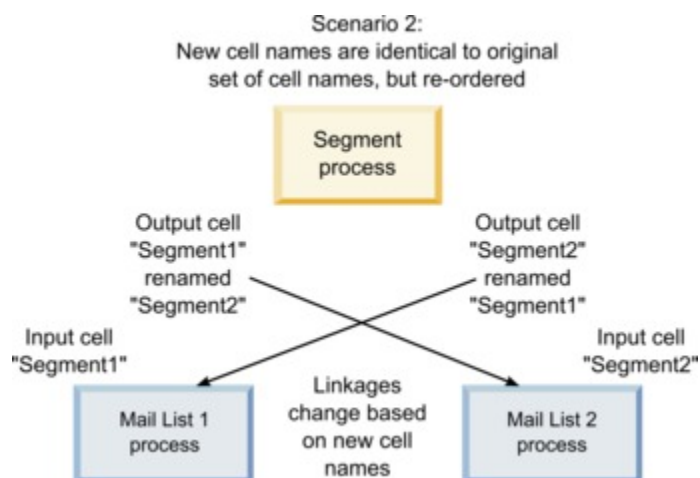 Scenario 2:
New cell names are identical to original
set of cell names, but re-ordered
Segment
process
Output cell
"Segment1"
renamed
"Segment2"
Output cell
"Segment2"
renamed
"Segment1"
Input cell
"Segment1"
Input cell
"Segment2"
Mail List 1
process
Linkages
change based
on new cell
names
Mail List 2
process